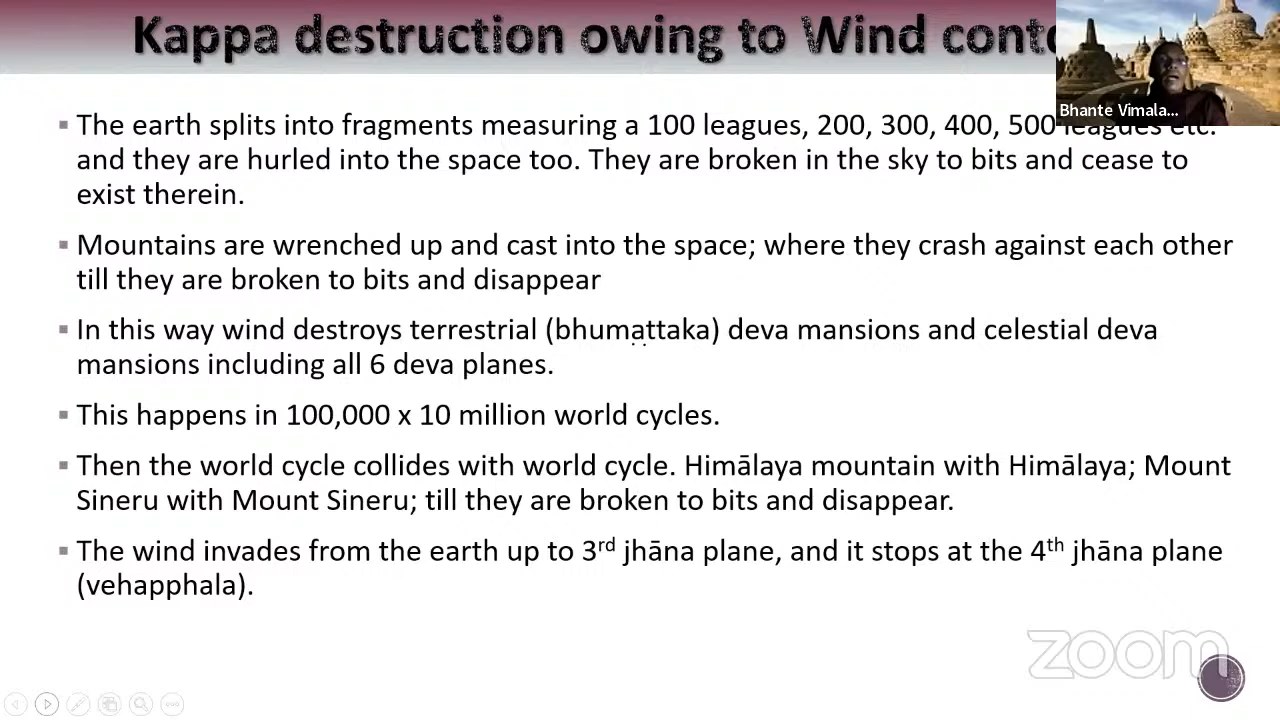 Kappa destruction owing to Wind conto
Bhante Vimala...
▪ The earth splits into fragments measuring a 100 leagues, 200, 300, 400, 500 leagues etc.
and they are hurled into the space too. They are broken in the sky to bits and cease to
exist therein.
▪ Mountains are wrenched up and cast into the space; where they crash against each other
till they are broken to bits and disappear
▪ In this way wind destroys terrestrial (bhumaṭṭaka) deva mansions and celestial deva
mansions including all 6 deva planes.
▪ This happens in 100,000 x 10 million world cycles.
▪ Then the world cycle collides with world cycle. Himālaya mountain with Himālaya; Mount
Sineru with Mount Sineru; till they are broken to bits and disappear.
▪ The wind invades from the earth up to 3rd jhāna plane, and it stops at the 4th jhāna plane
(vehapphala).
zoom